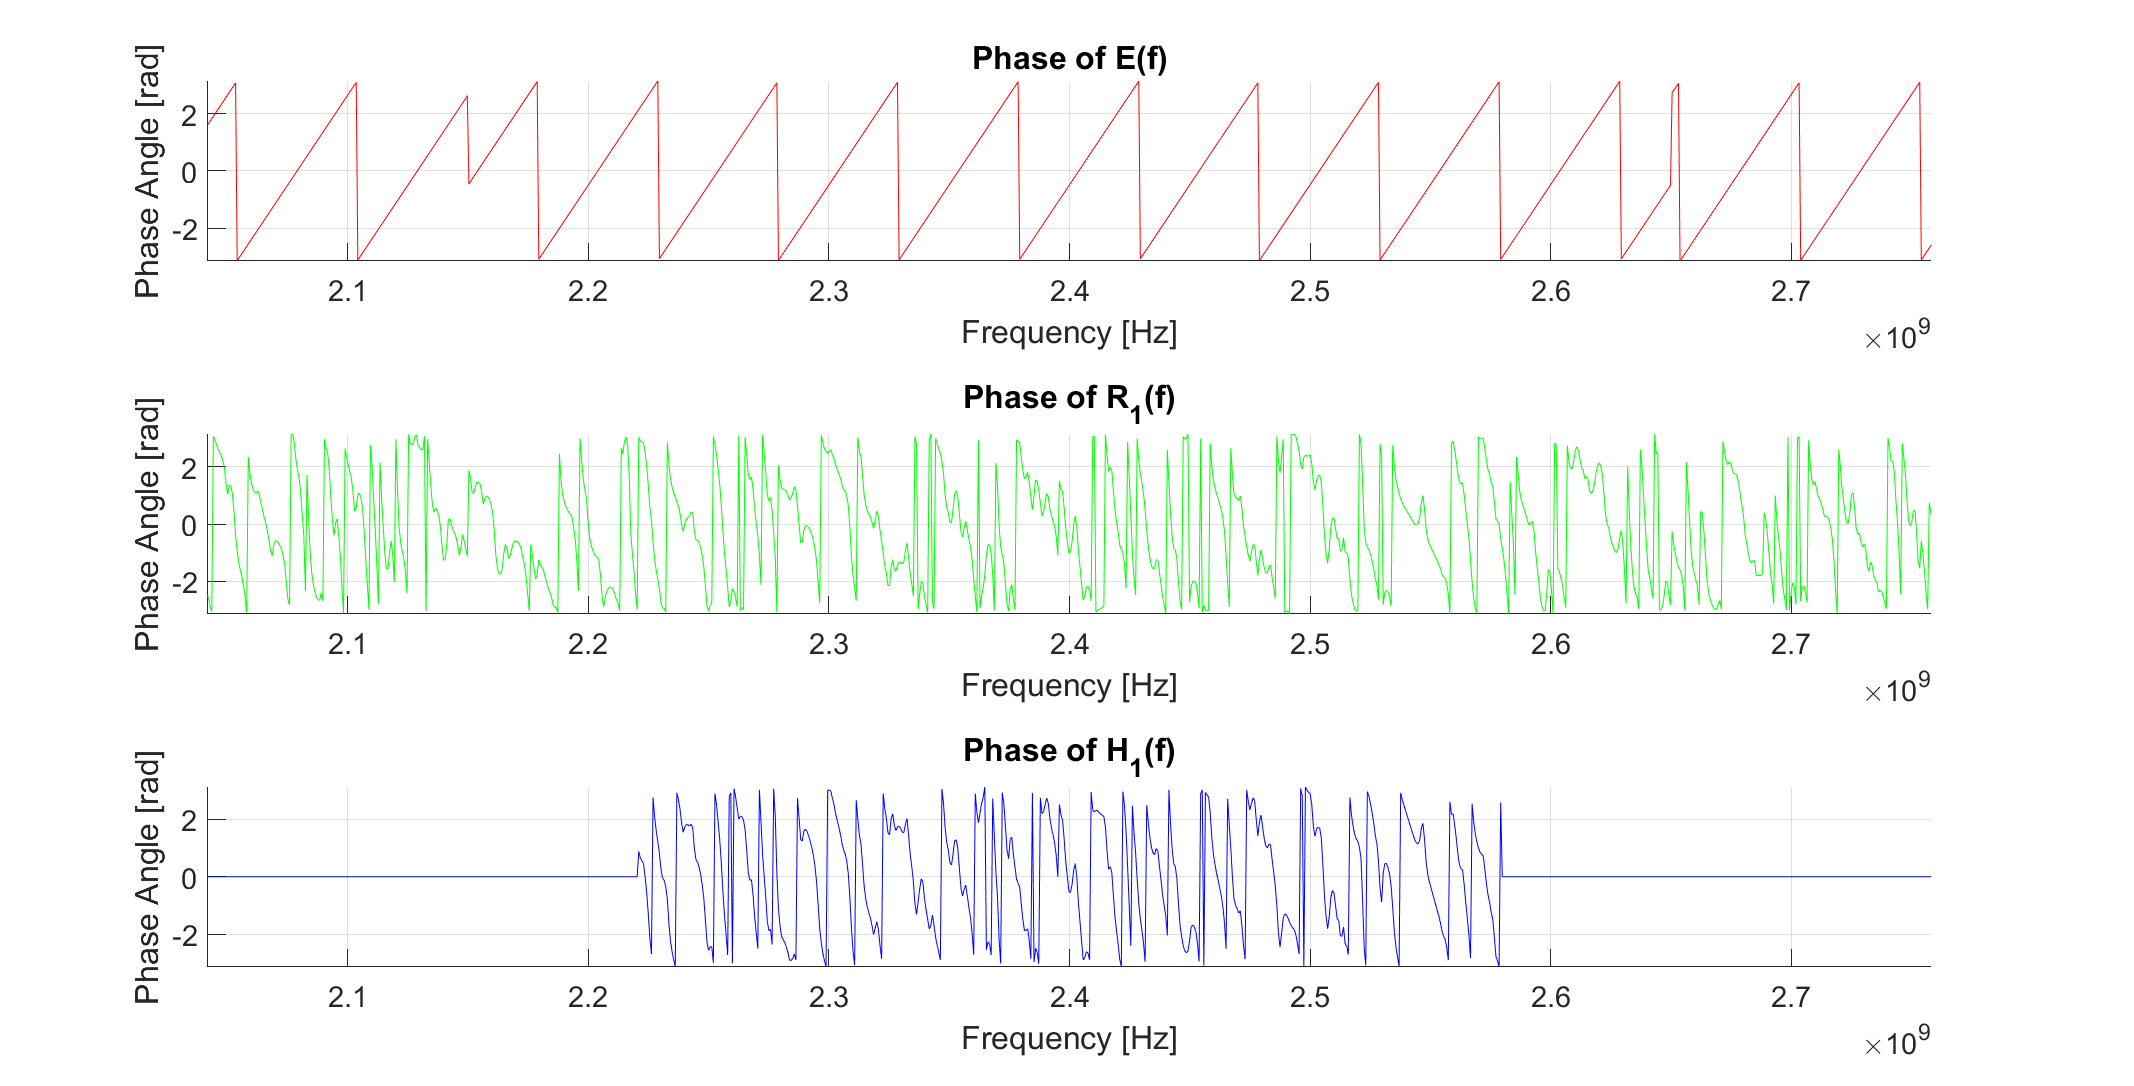 Phase of E(f)
Phase Angle [rad]
2
0
-2
2.1 2.2 2.3 2.4 2.5 2.6 2.7
Frequency [Hz]
×10^9
Phase of R_1(f)
Phase Angle [rad]
2
0
-2
2.1 2.2 2.3 2.4 2.5 2.6 2.7
Frequency [Hz]
×10^9
Phase of H_1(f)
Phase Angle [rad]
2
0
-2
2.1 2.2 2.3 2.4 2.5 2.6 2.7
Frequency [Hz]
×10^9